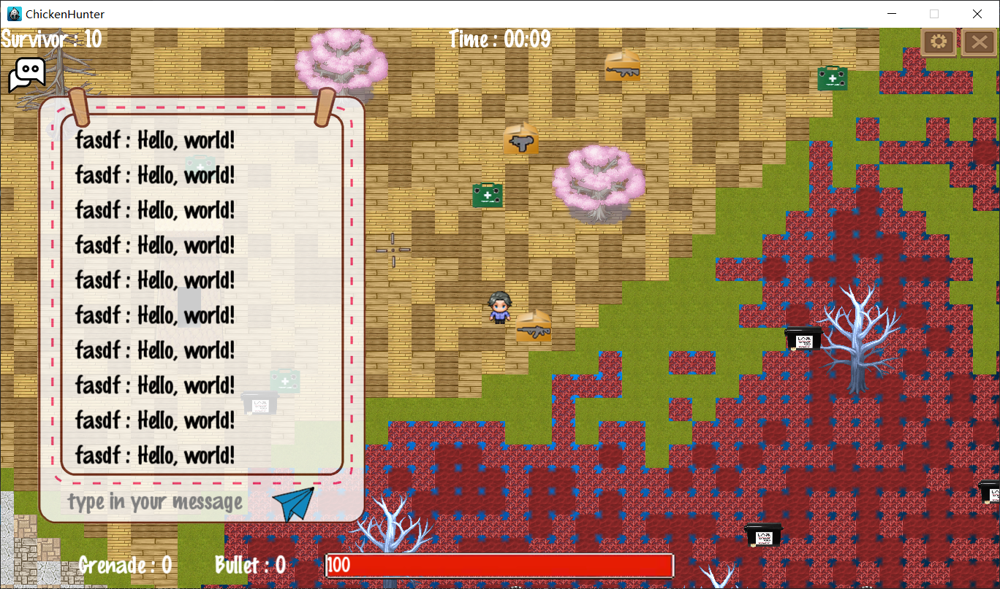 ChickenHunter
Survivor : 10
Time : 00:09
fasdf : Hello, world!
fasdf : Hello, world!
fasdf : Hello, world!
fasdf : Hello, world!
fasdf : Hello, world!
fasdf : Hello, world!
fasdf : Hello, world!
fasdf : Hello, world!
fasdf : Hello, world!
fasdf : Hello, world!
type in your message
Grenade : 0
Bullet : 0
100